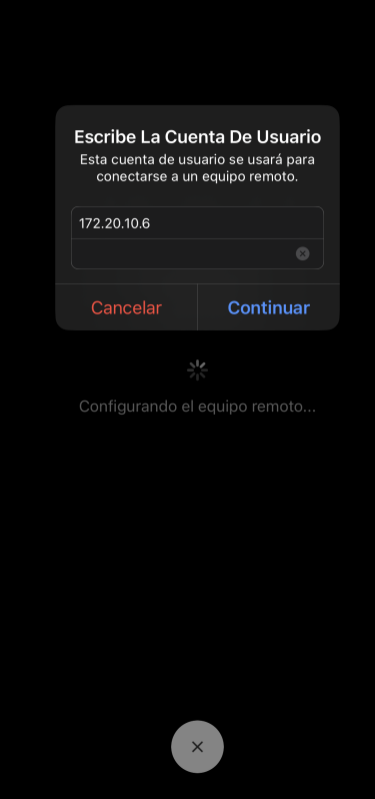 Escribe La Cuenta De Usuario
Esta cuenta de usuario se usará para
conectarse a un equipo remoto.
172.20.10.6
Cancelar
Continuar
Configurando el equipo remoto...